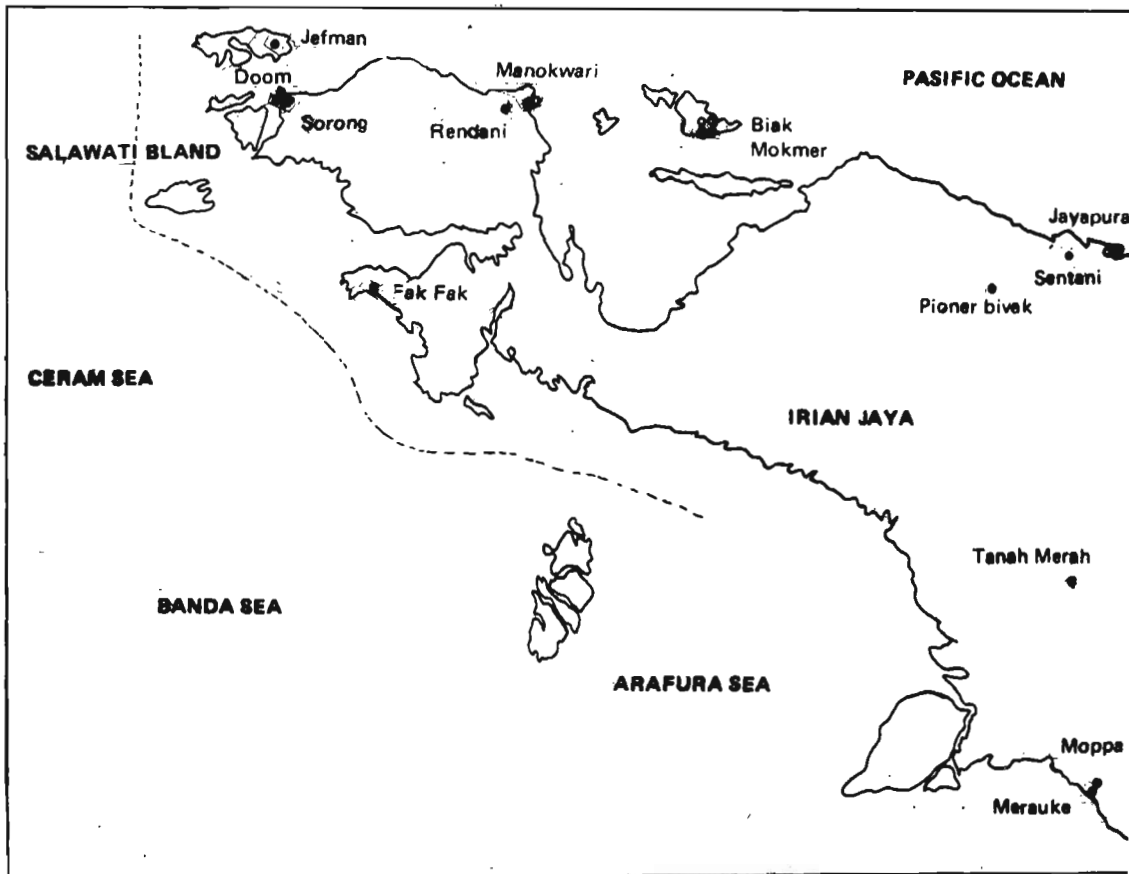 Jefman
Doom
Manokwari
PASIFIC OCEAN
Sorong
Rendani
Biak
Mokmer
SALAWATI BLAND
Jayapura
Sentani
Fak Fak
Pioner bivak
CERAM SEA
IRIAN JAYA
Tanah Merah
BANDA SEA
ARAFURA SEA
Moppa
Merauke